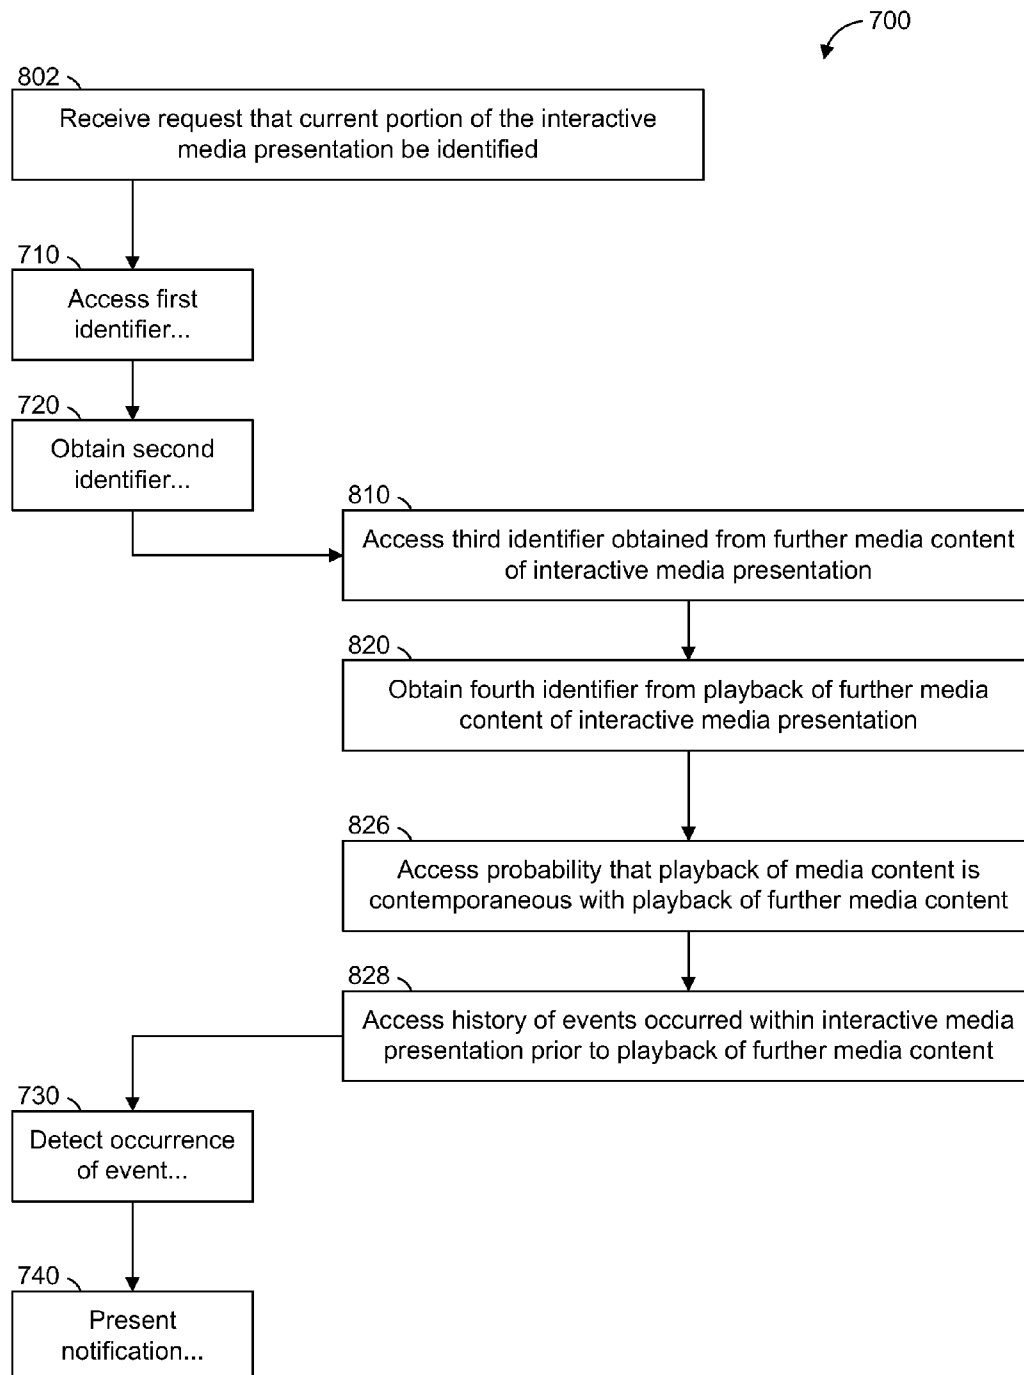 700
802
Receive request that current portion of the interactive
media presentation be identified
710
Access first
identifier...
720
Obtain second
identifier...
810
Access third identifier obtained from further media content
of interactive media presentation
820
Obtain fourth identifier from playback of further media
content of interactive media presentation
826
Access probability that playback of media content is
contemporaneous with playback of further media content
828
Access history of events occurred within interactive media
presentation prior to playback of further media content
730
Detect occurrence
of event...
740
Present
notification...